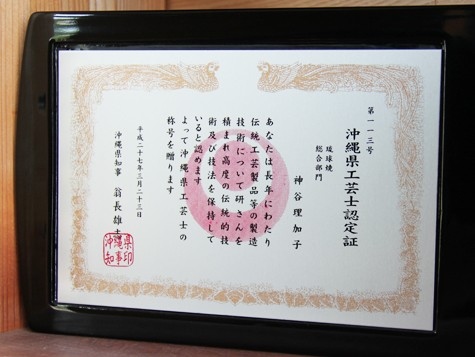 第一一三号
沖縄県工芸士認定証
琉球焼
総合部門
神谷理加子
あなたは長年にわたり
伝統工芸製品等の製造
技術について研さんを
積まれ高度の伝統的技
術及び技法を保持して
いると認めます
よって沖縄県工芸士の
称号を贈ります
平成二十七年三月二十三日
沖縄県知事 翁長雄志
沖縄県
知事印